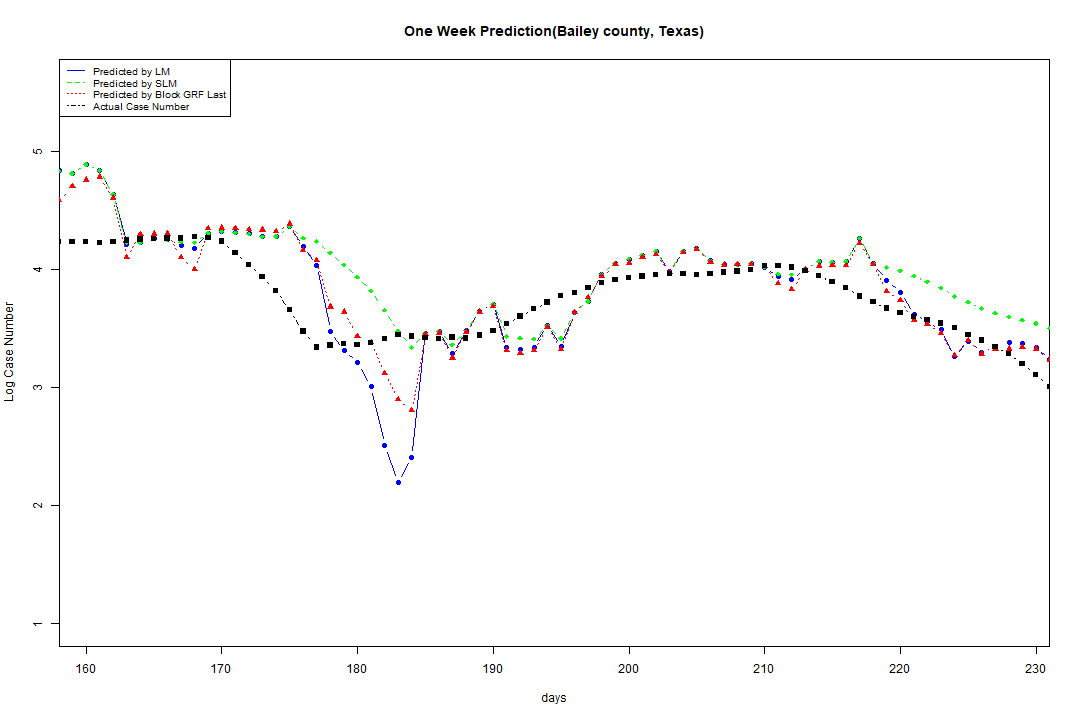 One Week Prediction(Bailey county, Texas)
Predicted by LM
Predicted by SLM
Predicted by Block GRF Last
Actual Case Number
5
4
3
2
1
Log Case Number
160 170 180 190 200 210 220 230
days